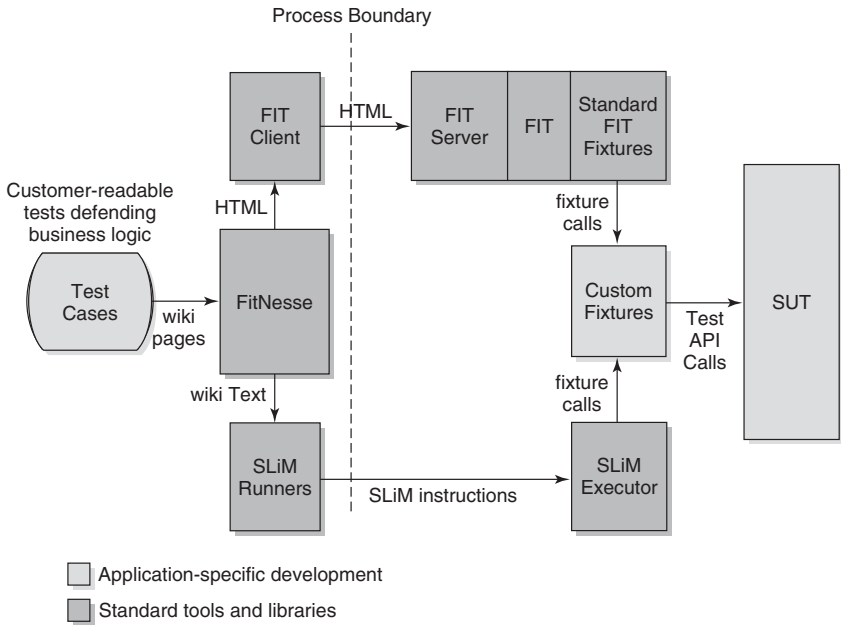 Process Boundary
FIT
Client
HTML
FIT
Server
FIT
Standard
FIT
Fixtures
Customer-readable
tests defending
business logic
HTML
fixture
calls
Test
Cases
wiki
pages
FitNesse
Custom
Fixtures
Test
API
Calls
SUT
wiki Text
fixture
calls
SLiM
Runners
SLiM instructions
SLiM
Executor
Application-specific development
Standard tools and libraries